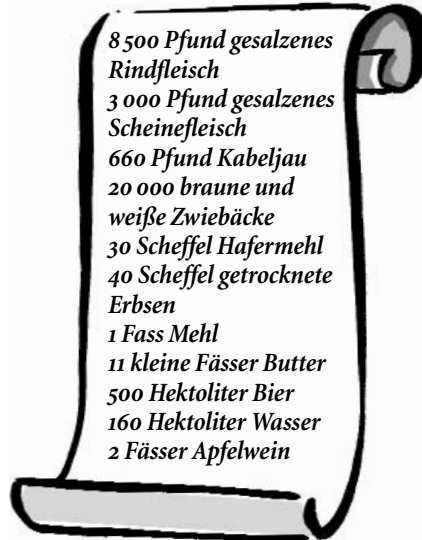 8 500 Pfund gesalzenes
Rindfleisch
3 000 Pfund gesalzenes
Scheinefleisch
660 Pfund Kabeljau
20 000 braune und
weiße Zwiebäcke
30 Scheffel Hafermehl
40 Scheffel getrocknete
Erbsen
1 Fass Mehl
11 kleine Fässer Butter
500 Hektoliter Bier
160 Hektoliter Wasser
2 Fässer Apfelwein